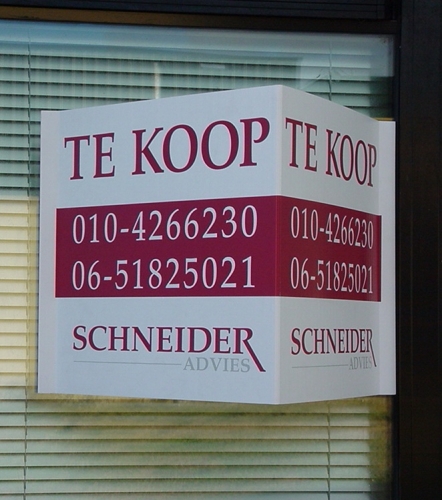 TE KOOP
010-4266230
06-51825021
SCHNEIDER
ADVIES
TE KOOP
010-4266230
06-51825021
SCHNEIDER
ADVIES